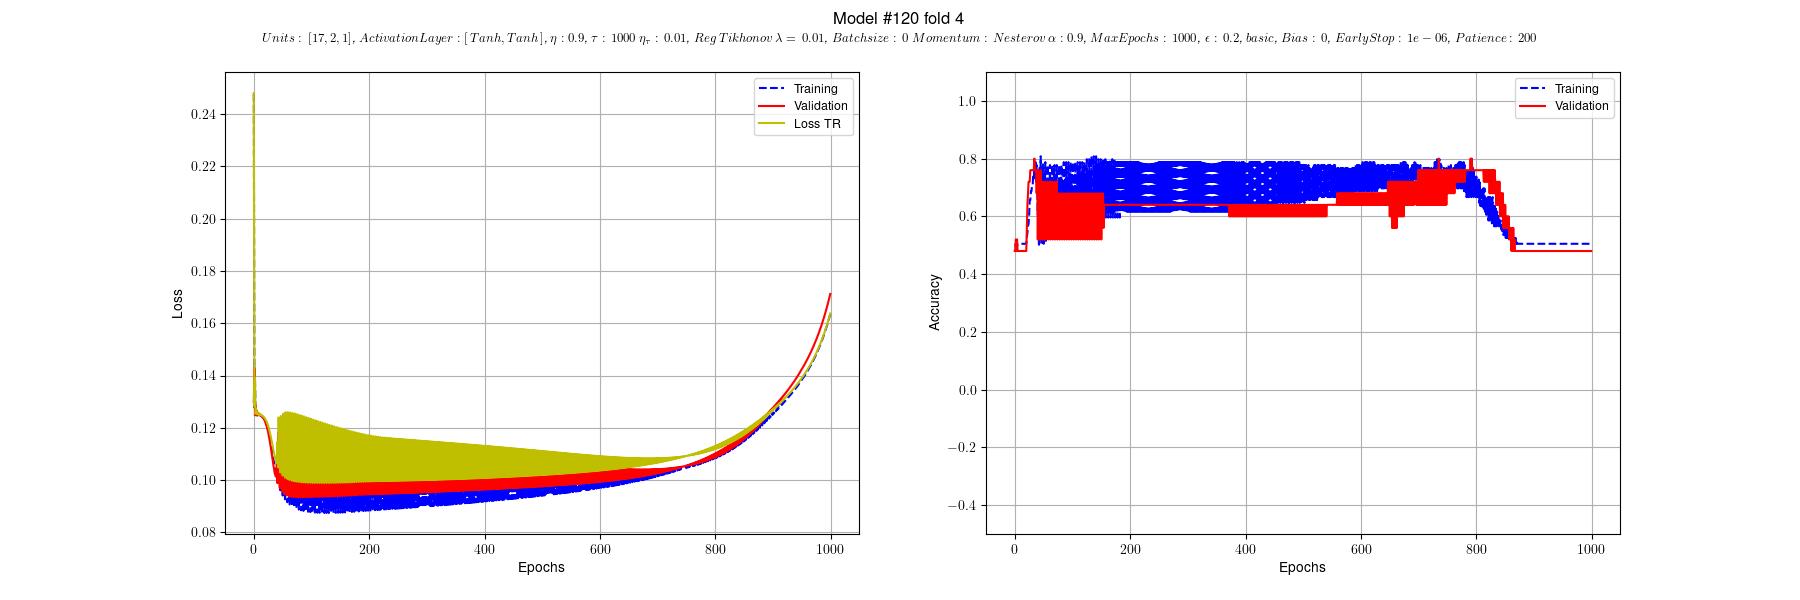 Model #120 fold 4
Units : [17, 2, 1], ActivationLayer : [Tanh, Tanh], η : 0.9, τ : 1000 ητ : 0.01, Reg Tikhonov λ = 0.01, Batchsize : 0 Momentum : Nesterov α : 0.9, MaxEpochs : 1000, ϵ : 0.2, basic, Bias : 0, EarlyStop : 1e − 06, Patience : 200
Training
Validation
Loss TR
0.24
0.22
0.20
0.18
0.16
0.14
0.12
0.10
0.08
Loss
0 200 400 600 800 1000
Epochs
Training
Validation
1.0
0.8
0.6
0.4
0.2
0.0
−0.2
−0.4
Accuracy
0 200 400 600 800 1000
Epochs